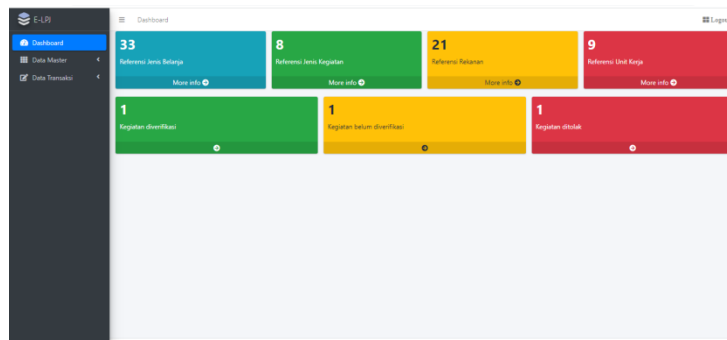 E-LPJ
Dashboard
Dashboard
Data Master
Data Transaksi
33
Referensi Jenis Belanja
More info
8
Referensi Jenis Kegiatan
More info
21
Referensi Rekanan
More info
9
Referensi Unit Kerja
More info
1
Kegiatan diverifikasi
1
Kegiatan belum diverifikasi
1
Kegiatan ditolak